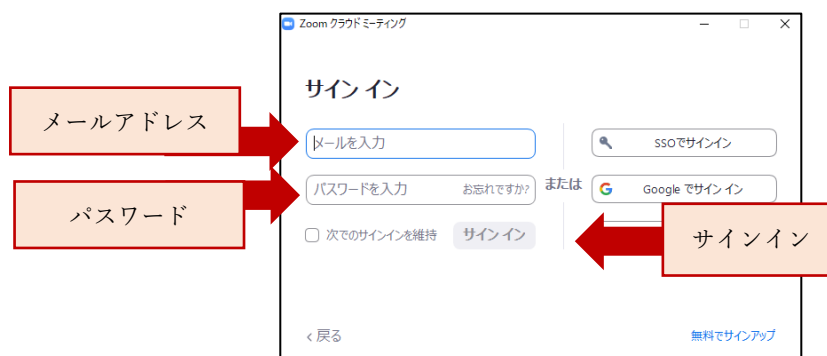 Zoom クラウド ミーティング
サイン イン
メールアドレス
メールを入力
SSOでサインイン
パスワード
パスワードを入力 お忘れですか?
または
Google でサイン イン
次でのサインインを維持
サイン イン
サインイン
戻る
無料でサインアップ